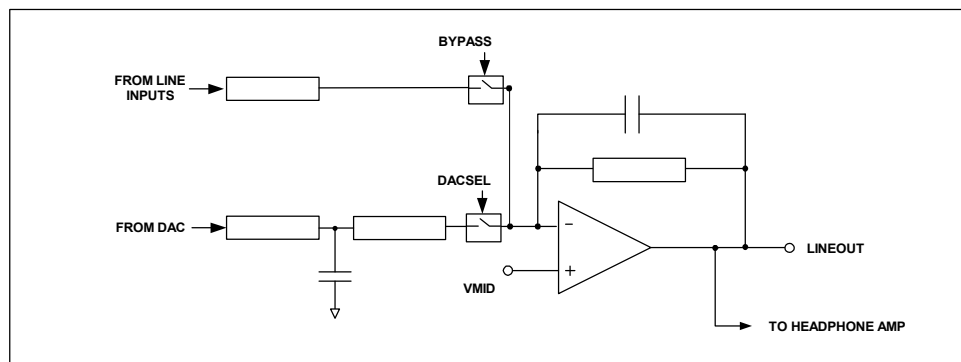 BYPASS
FROM LINE
INPUTS
DACSEL
FROM DAC
−
+
VMID
LINEOUT
TO HEADPHONE AMP